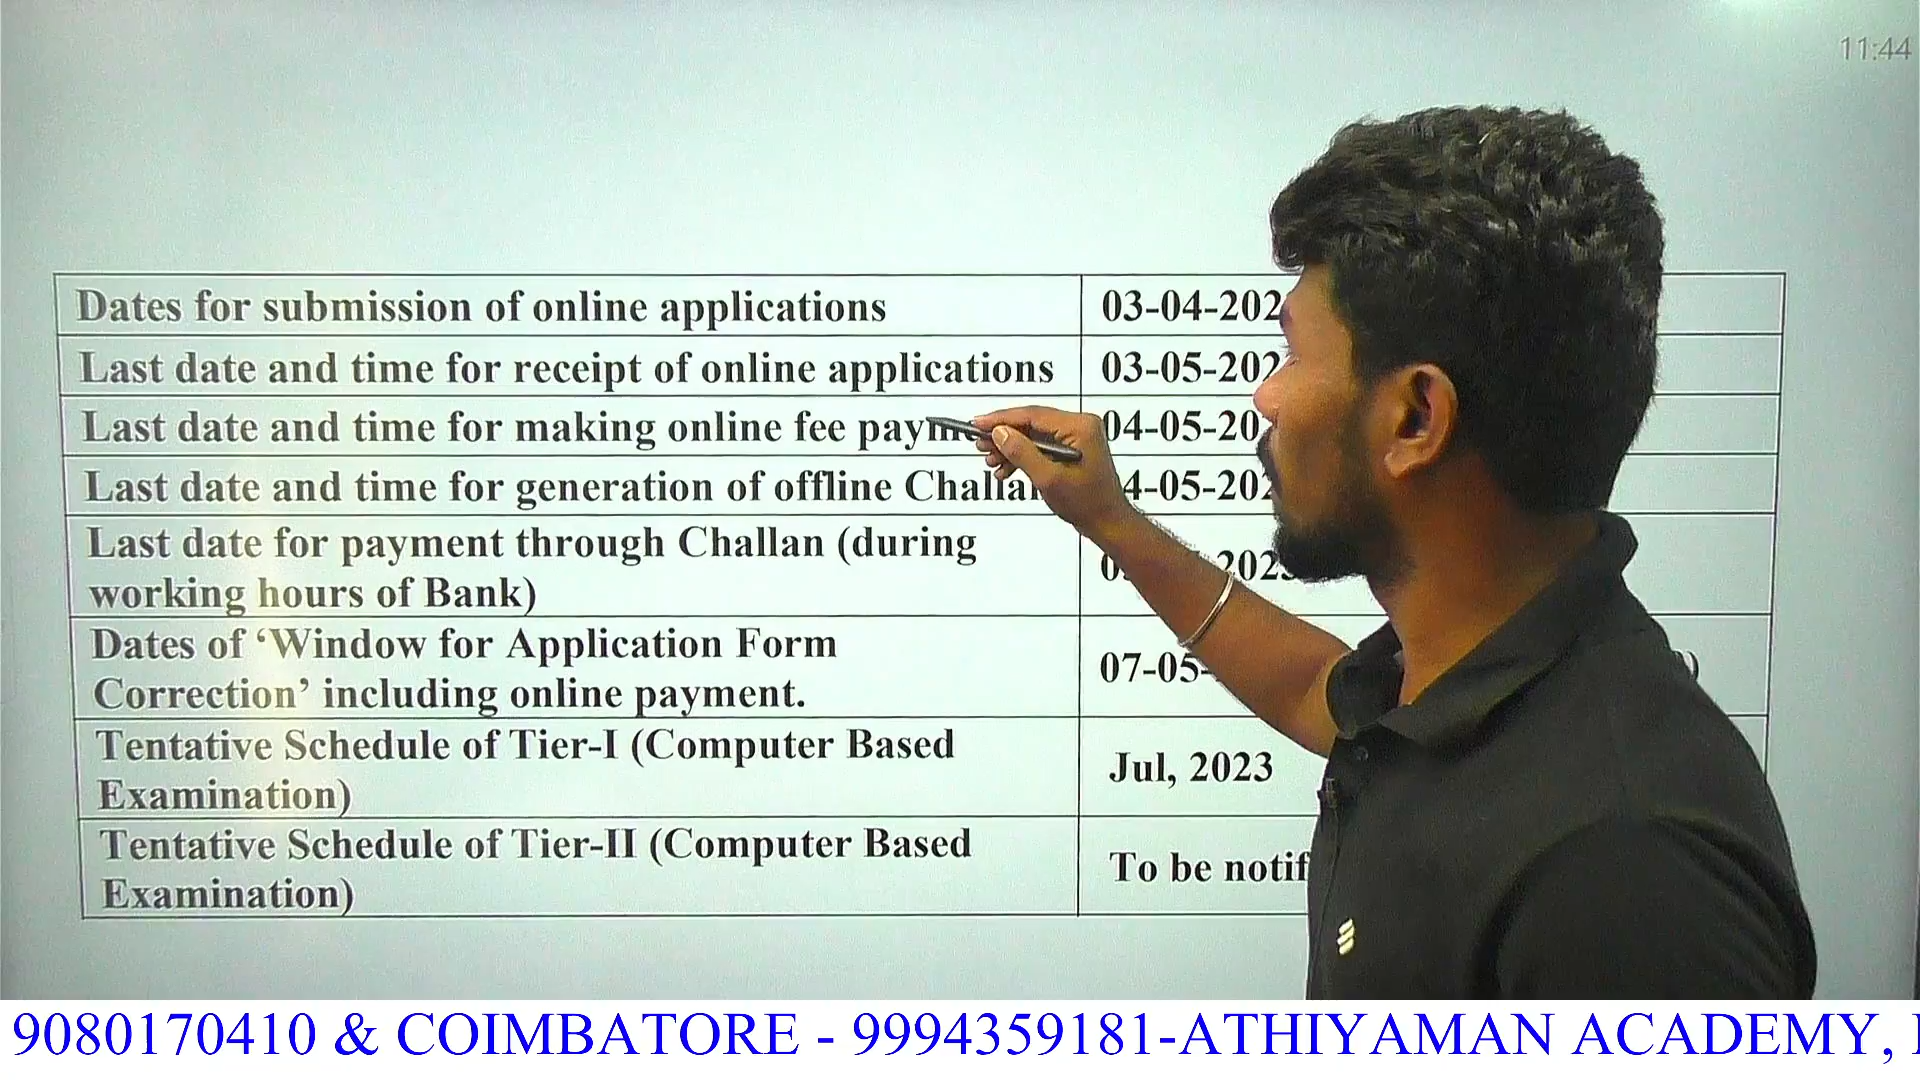 11:44
Dates for submission of online applications 03-04-202
Last date and time for receipt of online applications 03-05-202
Last date and time for making online fee 04-05-20
Last date and time for generation of offline 4-05-202
Last date for payment through Challan (during
working hours of Bank)
Dates of ‘Window for Application Form
Correction’ including online payment. 07-05-
Tentative Schedule of Tier-I (Computer Based
Examination) Jul, 2023
Tentative Schedule of Tier-II (Computer Based
Examination) To be
9080170410 & COIMBATORE - 9994359181-ATHIYAMAN ACADEMY,